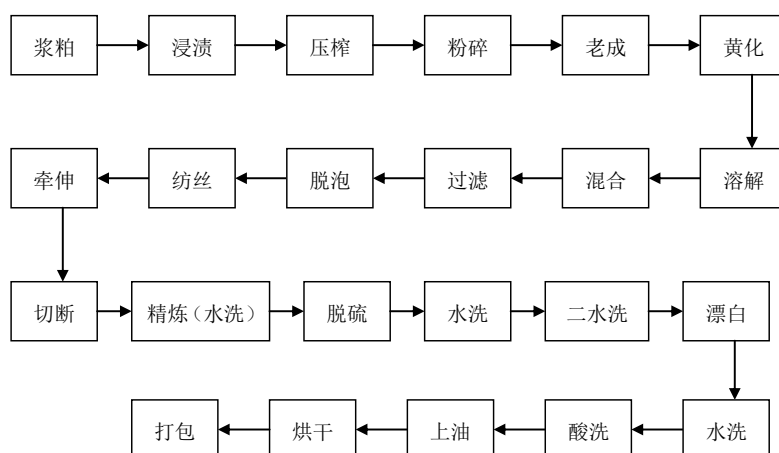 浆粕 浸渍 压榨 粉碎 老成 黄化
牵伸 纺丝 脱泡 过滤 混合 溶解
切断 精炼（水洗） 脱硫 水洗 二水洗 漂白
打包 烘干 上油 酸洗 水洗